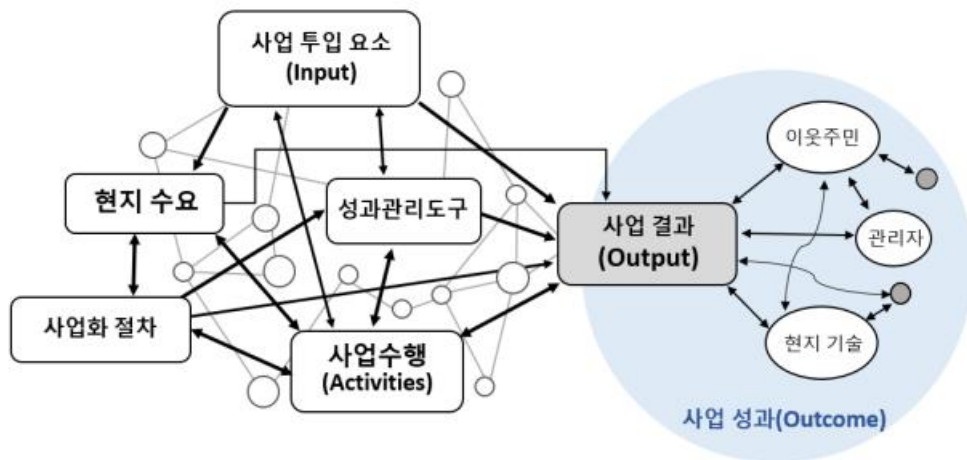 사업 투입 요소
(Input)
현지 수요
성과관리도구
사업화 절차
사업수행
(Activities)
사업 결과
(Output)
이웃주민
관리자
현지 기술
사업 성과(Outcome)